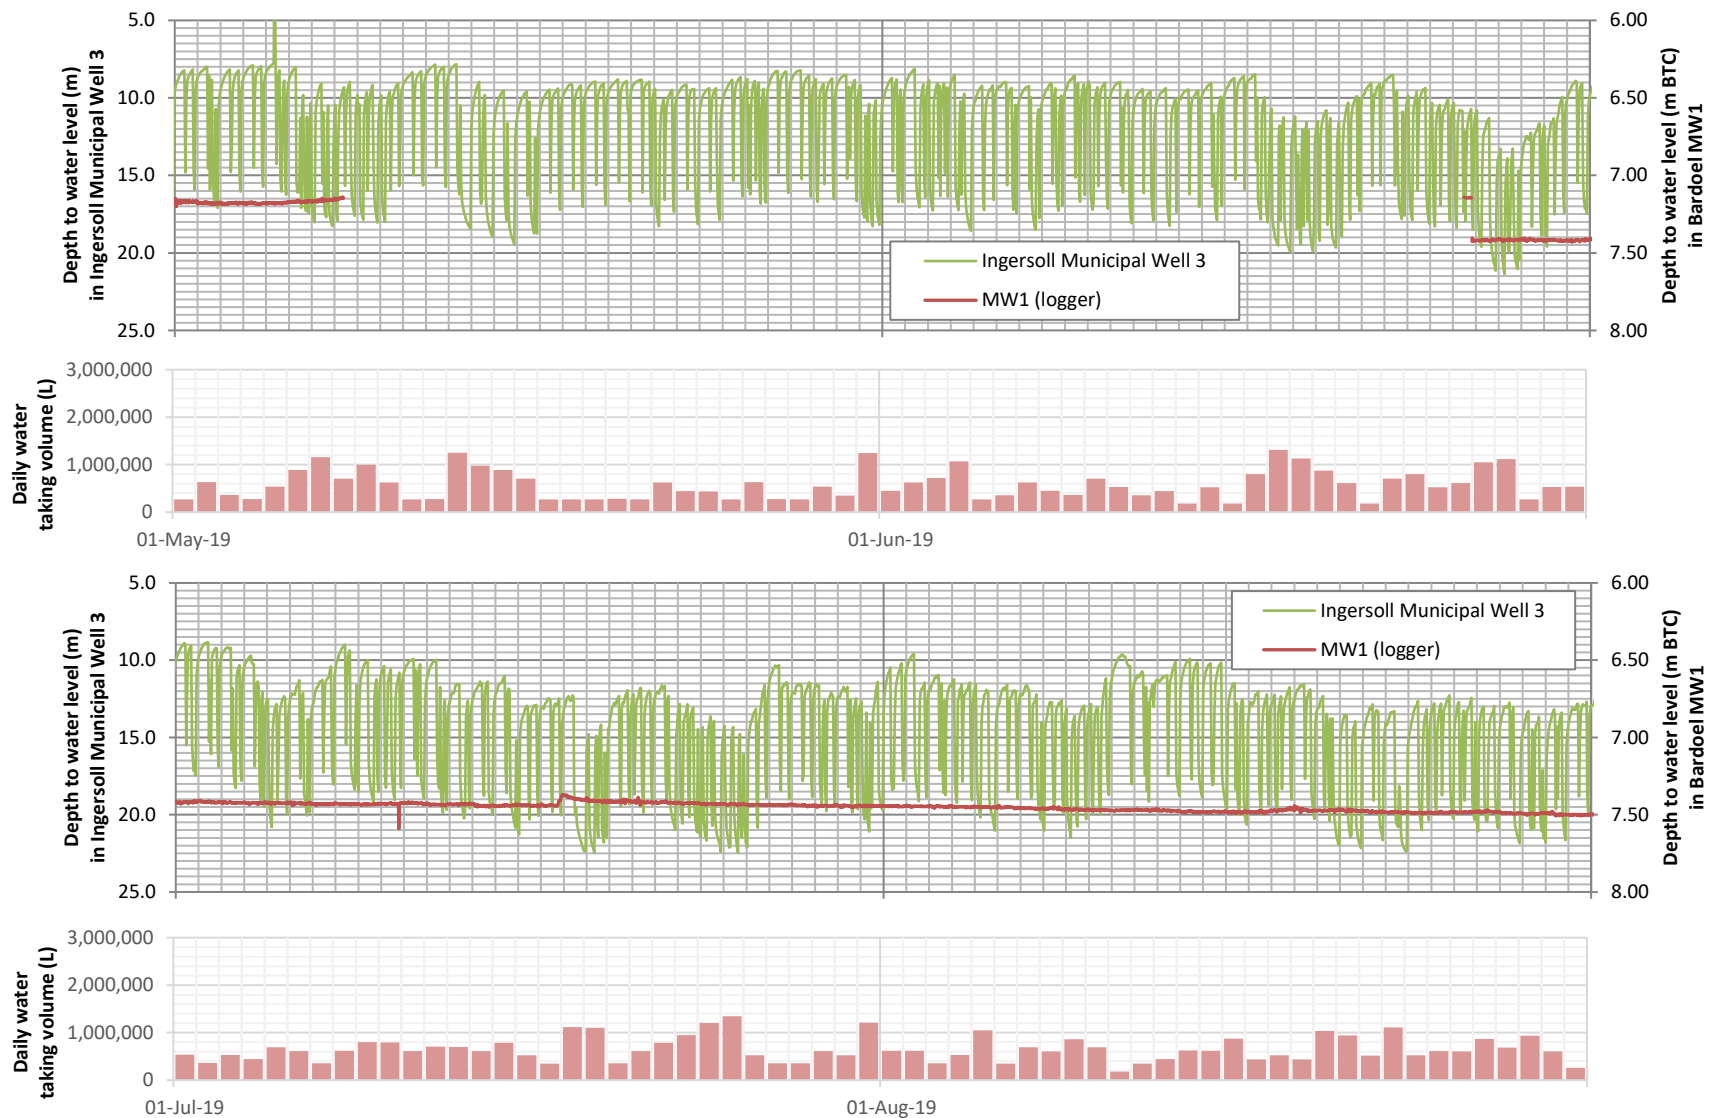 5.0
10.0
15.0
20.0
25.0
Depth to water level (m)
in Ingersoll Municipal Well 3
6.00
6.50
7.00
7.50
8.00
Depth to water level (m BTC)
in Bardoel MW1
Ingersoll Municipal Well 3
MW1 (logger)
3,000,000
2,000,000
1,000,000
0
Daily water
taking volume (L)
01-May-19
01-Jun-19
5.0
10.0
15.0
20.0
25.0
Depth to water level (m)
in Ingersoll Municipal Well 3
6.00
6.50
7.00
7.50
8.00
Depth to water level (m BTC)
in Bardoel MW1
Ingersoll Municipal Well 3
MW1 (logger)
3,000,000
2,000,000
1,000,000
0
Daily water
taking volume (L)
01-Jul-19
01-Aug-19